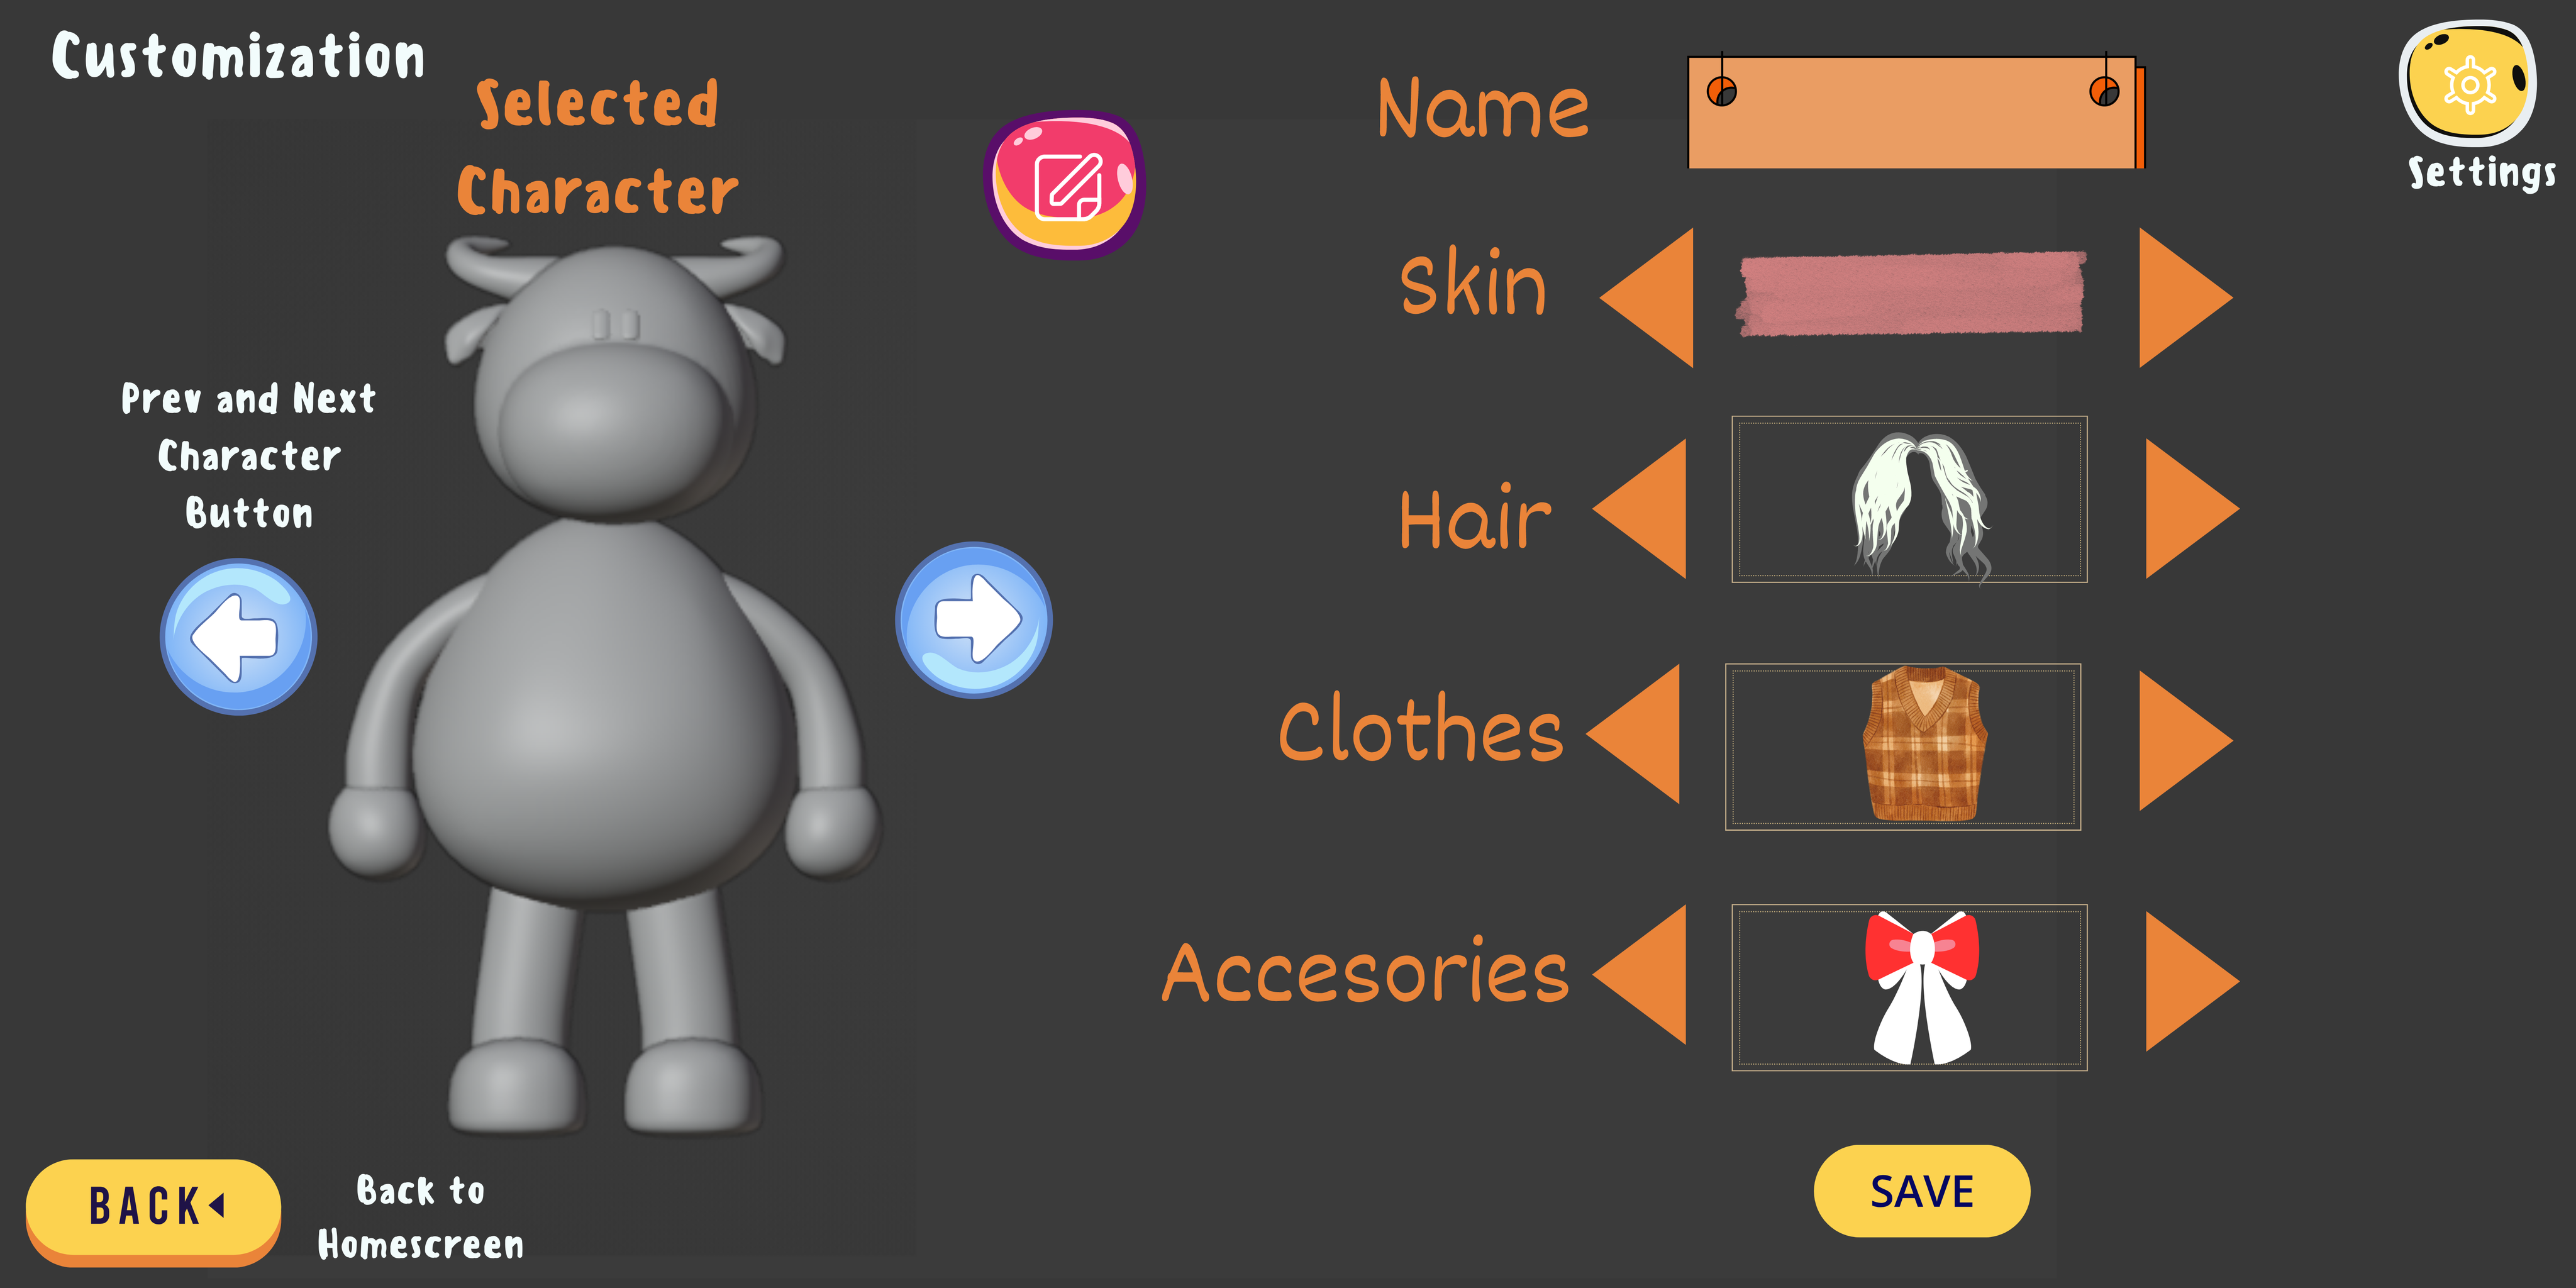 Customization
Selected
Character
Name
Settings
Skin
Prev and Next
Character
Button
Hair
Clothes
Accesories
BACK
Back to
Homescreen
SAVE